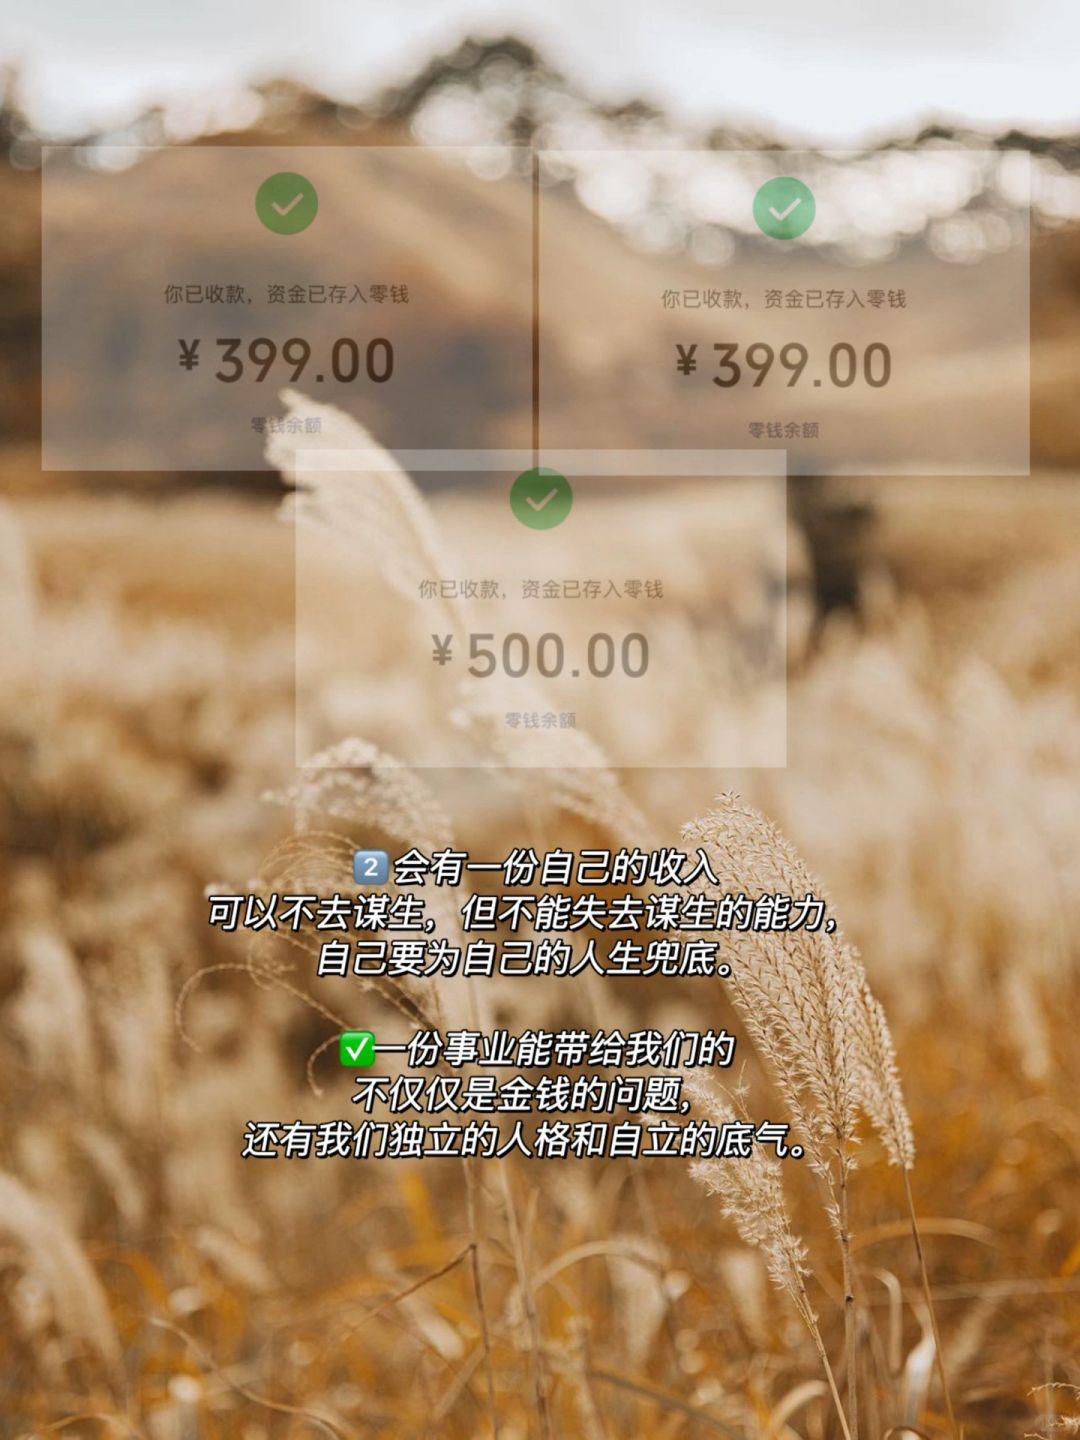 你已收款，资金已存入零钱
¥399.00
零钱余额
你已收款，资金已存入零钱
¥399.00
零钱余额
你已收款，资金已存入零钱
¥500.00
零钱余额
2️⃣会有一份自己的收入
可以不去谋生，但不能失去谋生的能力，
自己要为自己的人生兜底。
✅一份事业能带给我们的
不仅仅是金钱的问题，
还有我们独立的人格和自立的底气。